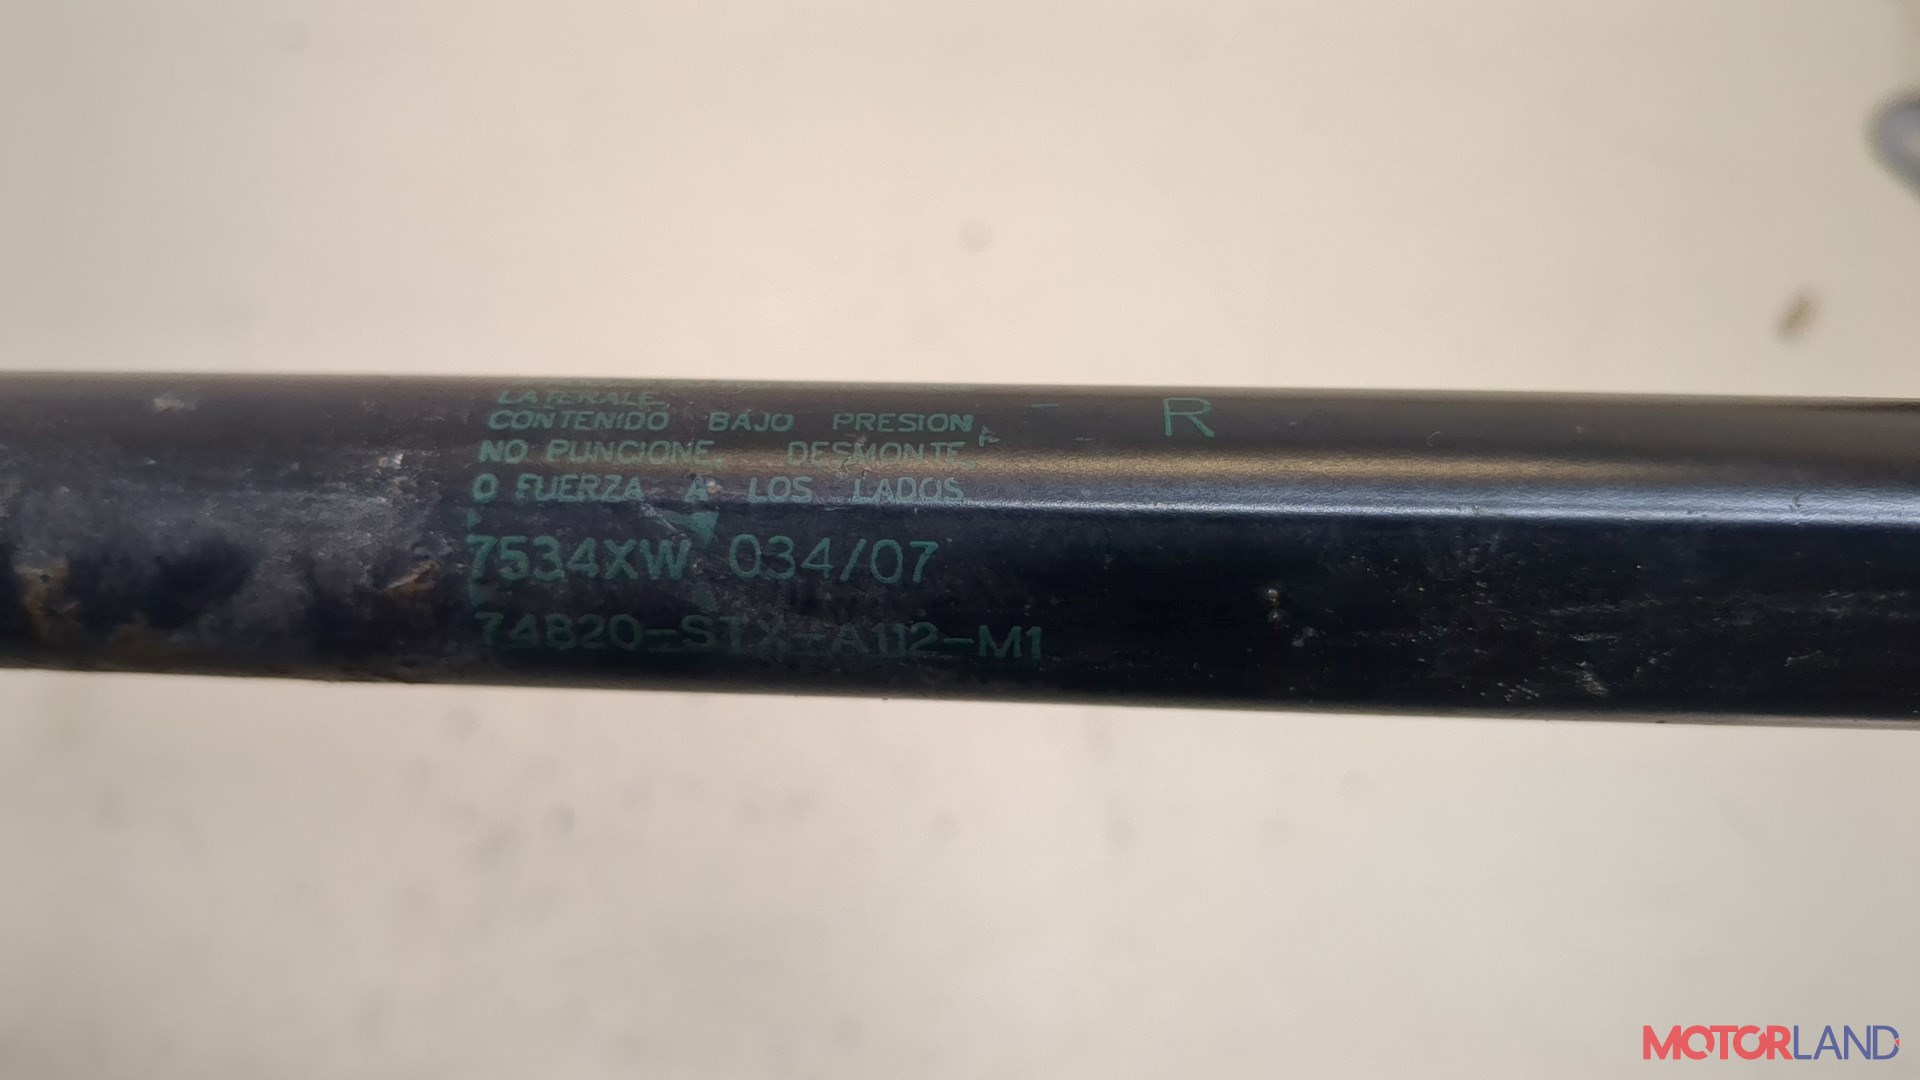 LATERALE
CONTENIDO BAJO PRESION,
NO PUNCIONE, DESMONTE,
O FUERZA A LOS LADOS
R
7534XW 034/07
74820-STX-A112-M1
MOTORLAND